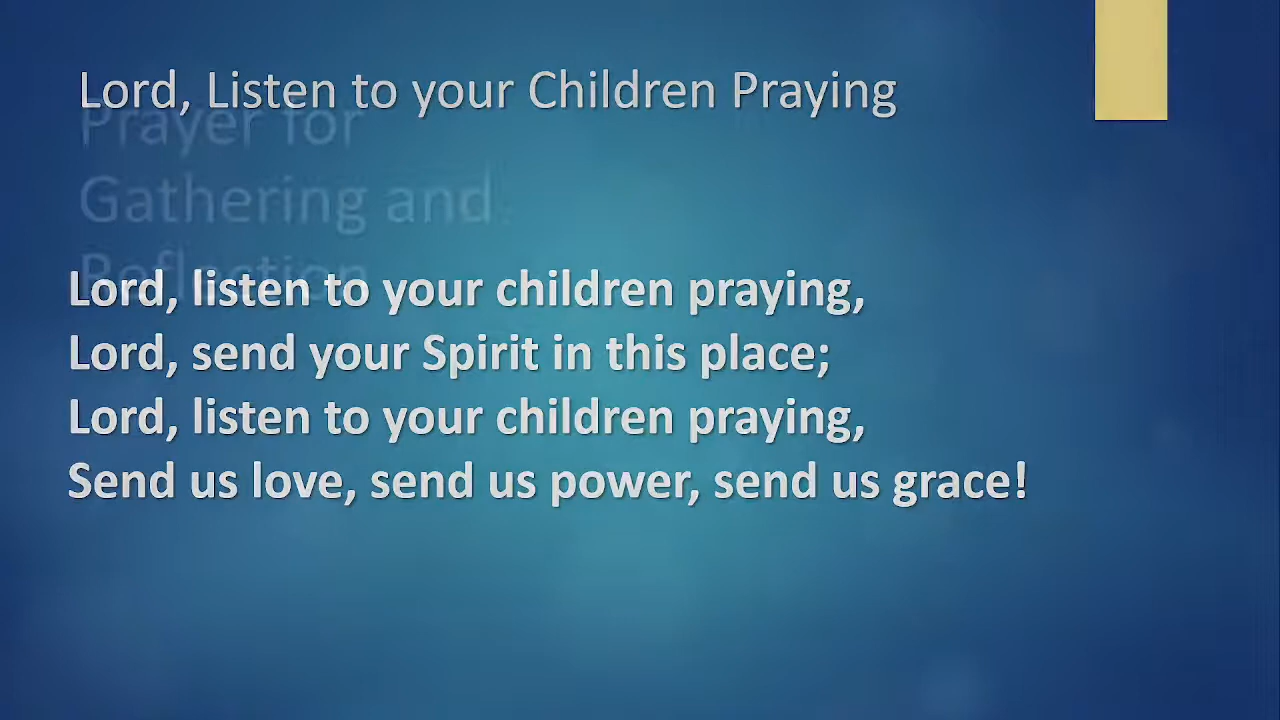 Lord, Listen to your Children Praying
Prayer for
Gathering and
Reflection
Lord, listen to your children praying,
Lord, send your Spirit in this place;
Lord, listen to your children praying,
Send us love, send us power, send us grace!